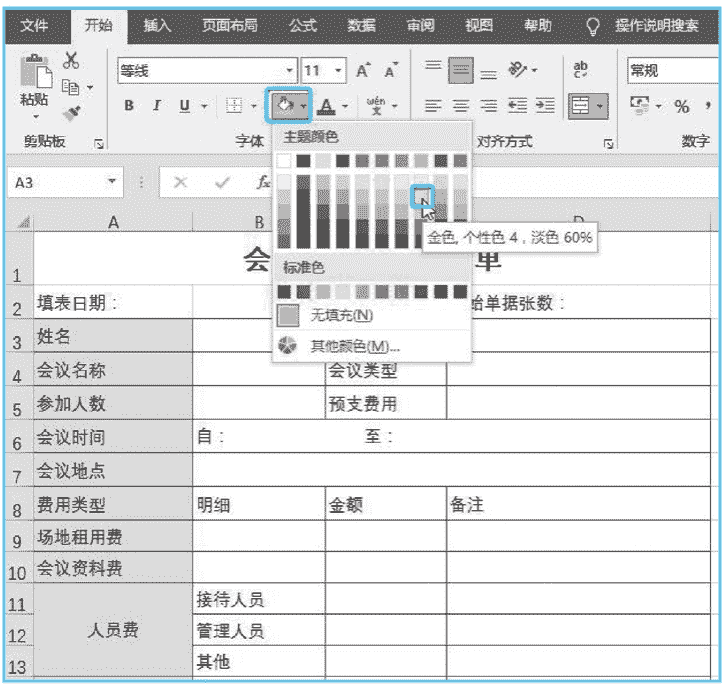 文件 开始 插入 页面布局 公式 数据 审阅 视图 帮助 操作说明搜索
等线 11 A A ab 常规
粘贴 B I U A wén 文 % ,
剪贴板 字体 对齐方式 数字
主题颜色
A3 fx
金色, 个性色 4 , 淡色 60%
A B D
1 会 单
标准色
2 填表日期： 始单据张数：
无填充(N)
3 姓名
其他颜色(M)...
4 会议名称 会议类型
5 参加人数 预支费用
6 会议时间 自： 至：
7 会议地点
8 费用类型 明细 金额 备注
9 场地租用费
10 会议资料费
11 接待人员
12 人员费 管理人员
13 其他